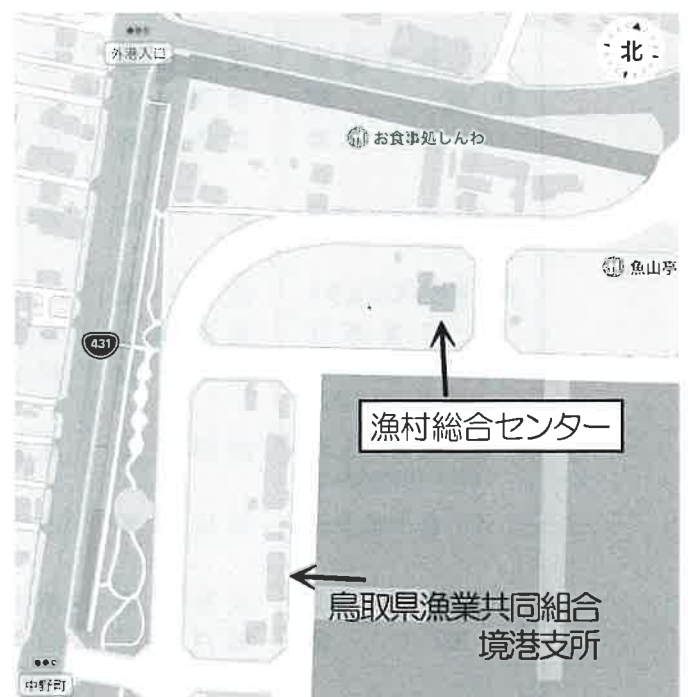 外港入口
北
お食事処しんわ
魚山亭
431
漁村総合センター
鳥取県漁業共同組合
境港支所
中野町